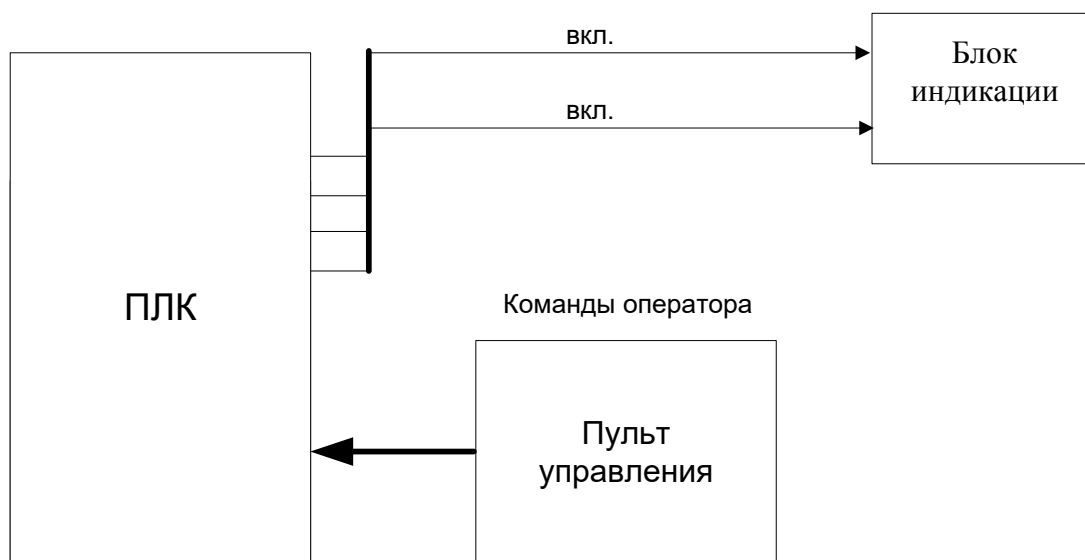 вкл.
Блок
индикации
вкл.
ПЛК
Команды оператора
Пульт
управления